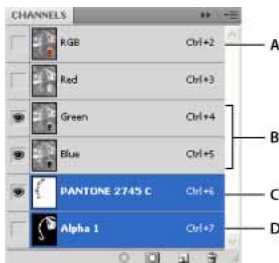 CHANNELS
RGB Ctrl+2 A
Red Ctrl+3
Green Ctrl+4
B
Blue Ctrl+5
PANTONE 2745 C Ctrl+6 C
Alpha 1 Ctrl+7 D